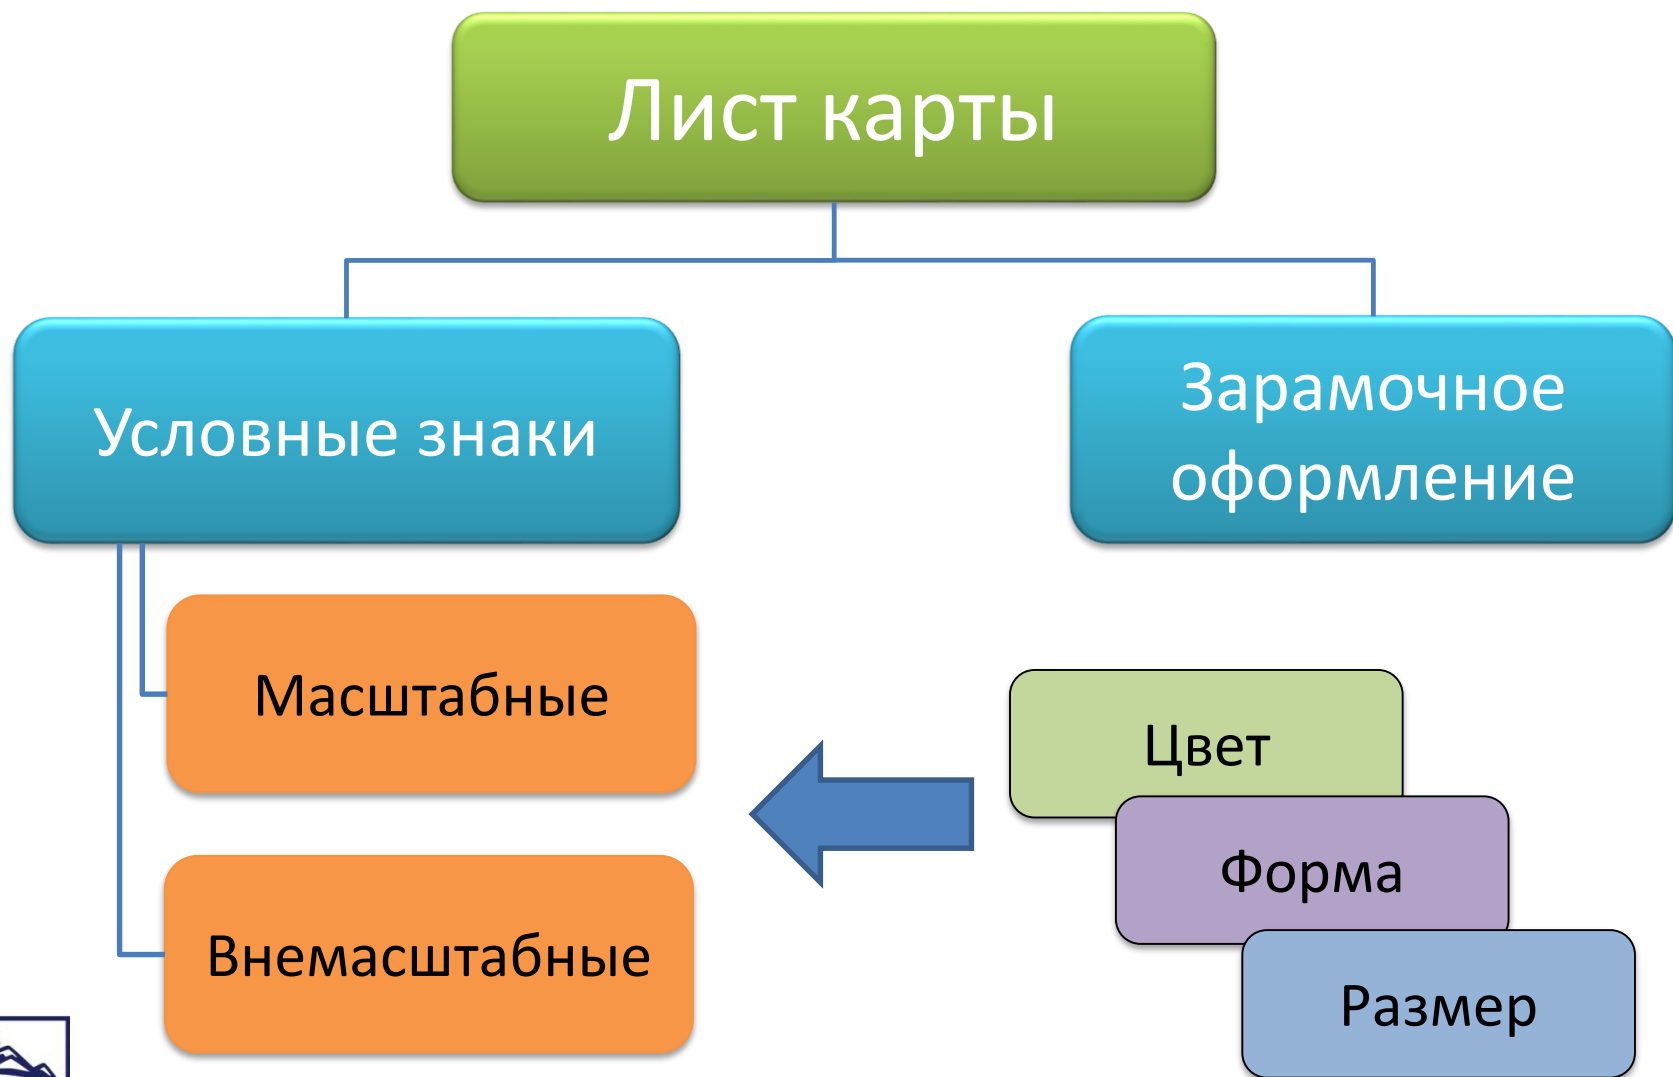 Лист карты
Условные знаки
Зарамочное
оформление
Масштабные
Внемасштабные
Цвет
Форма
Размер